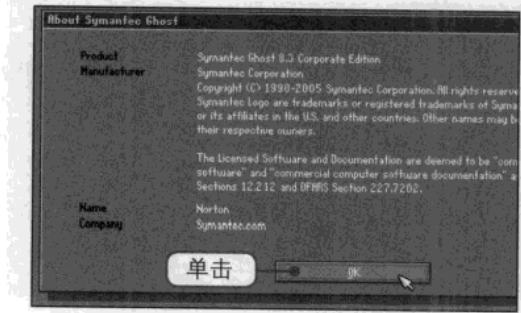 About Symantec Ghost
Product Symantec Ghost 8.3 Corporate Edition
Manufacturer Symantec Corporation
Copyright (C) 1998-2005 Symantec Corporation. All rights reserve
Symantec Logo are trademarks or registered trademarks of Syma
or its affiliates in the U.S. and other countries. Other names may b
their respective owners.
The Licensed Software and Documentation are deemed to be "com
software" and "commercial computer software documentation" a
Sections 12.212 and DFARS Section 227.7202.
Name Norton
Company Symantec.com
单击 OK